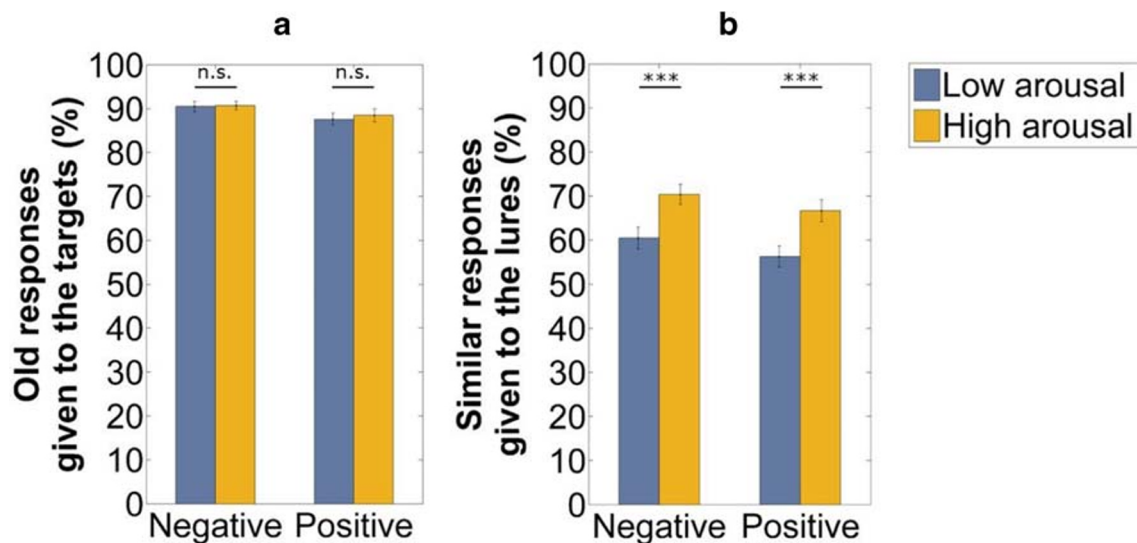 a
Old responses
given to the targets (%)
100
90
80
70
60
50
40
30
20
10
0
n.s.
n.s.
Negative
Positive
b
Similar responses
given to the lures (%)
100
90
80
70
60
50
40
30
20
10
0
***
***
Negative
Positive
Low arousal
High arousal